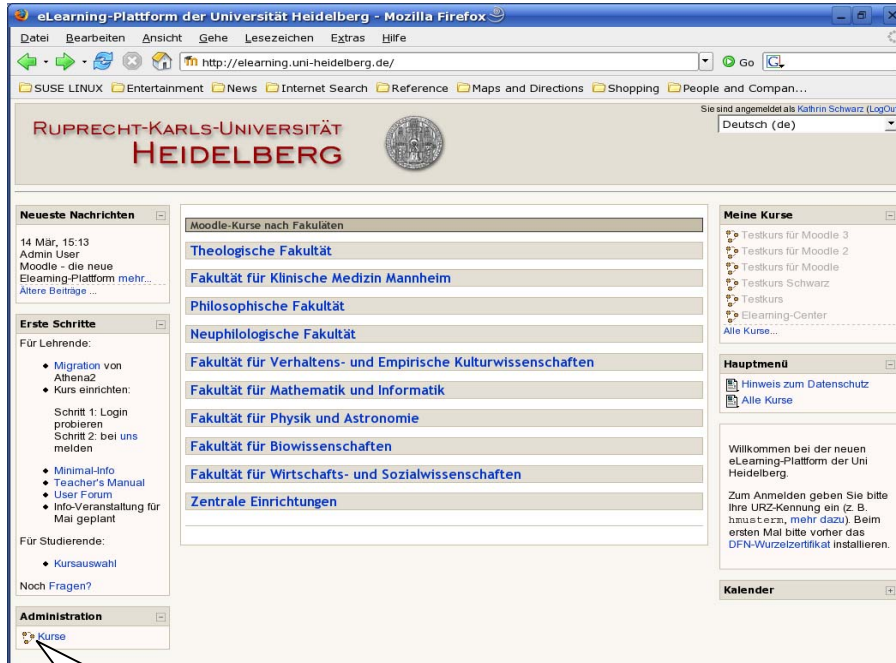 eLearning-Plattform der Universität Heidelberg - Mozilla Firefox
Datei Bearbeiten Ansicht Gehe Lesezeichen Extras Hilfe
http://elearning.uni-heidelberg.de/
Go
SUSE LINUX Entertainment News Internet Search Reference Maps and Directions Shopping People and Compan...
Sie sind angemeldet als Kathrin Schwarz (LogOut
Deutsch (de)
RUPRECHT-KARLS-UNIVERSITÄT
HEIDELBERG
Neueste Nachrichten
14 Mär, 15:13
Admin User
Moodle - die neue
Elearning-Plattform mehr...
Ältere Beiträge ...
Erste Schritte
Für Lehrende:
Migration von
Athena2
Kurs einrichten:
Schritt 1: Login
probieren
Schritt 2: bei uns
melden
Minimal-Info
Teacher's Manual
User Forum
Info-Veranstaltung für
Mai geplant
Für Studierende:
Kursauswahl
Noch Fragen?
Administration
Kurse
Moodle-Kurse nach Fakuläten
Theologische Fakultät
Fakultät für Klinische Medizin Mannheim
Philosophische Fakultät
Neuphilologische Fakultät
Fakultät für Verhaltens- und Empirische Kulturwissenschaften
Fakultät für Mathematik und Informatik
Fakultät für Physik und Astronomie
Fakultät für Biowissenschaften
Fakultät für Wirtschafts- und Sozialwissenschaften
Zentrale Einrichtungen
Meine Kurse
Testkurs für Moodle 3
Testkurs für Moodle 2
Testkurs für Moodle
Testkurs Schwarz
Testkurs
Elearning-Center
Alle Kurse...
Hauptmenü
Hinweis zum Datenschutz
Alle Kurse
Willkommen bei der neuen
eLearning-Plattform der Uni
Heidelberg.
Zum Anmelden geben Sie bitte
Ihre URZ-Kennung ein (z. B.
hmusterm, mehr dazu). Beim
ersten Mal bitte vorher das
DFN-Wurzelzertifikat installieren.
Kalender